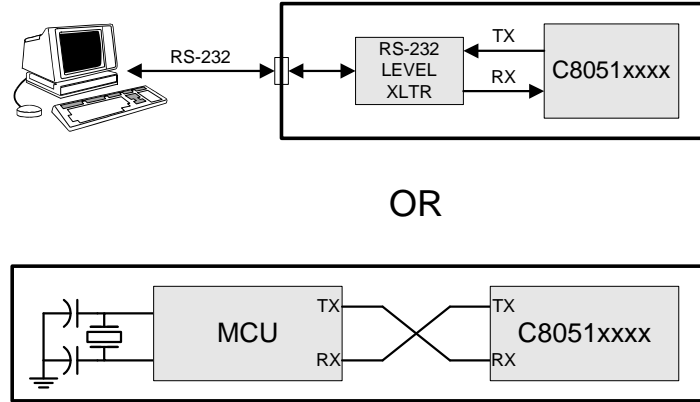 RS-232
RS-232
LEVEL
XLTR
TX
RX
C8051xxxx
OR
MCU
TX
RX
TX
RX
C8051xxxx